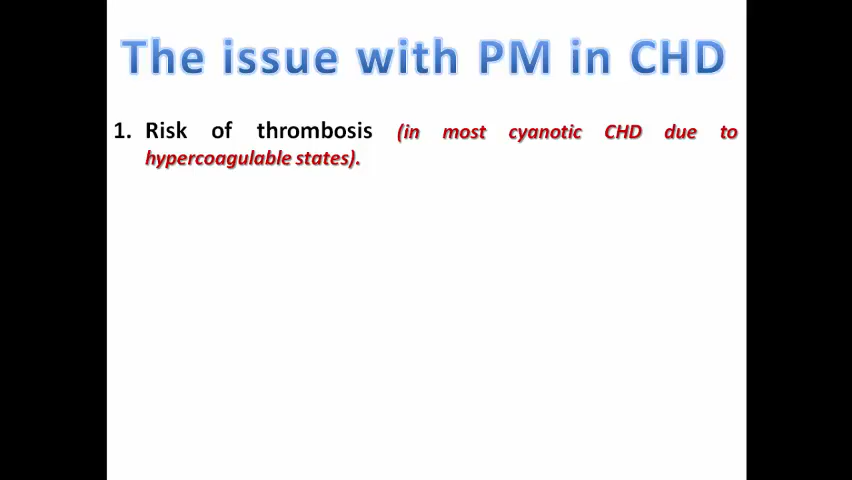 The issue with PM in CHD
1. Risk of thrombosis (in most cyanotic CHD due to
hypercoagulable states).